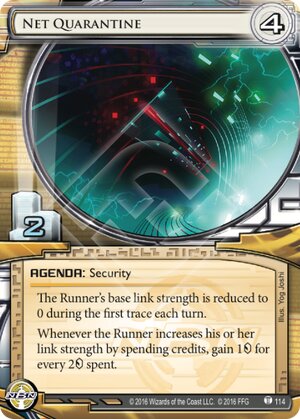 Net Quarantine
4
2
AGENDA: Security
The Runner's base link strength is reduced to
0 during the first trace each turn.
Whenever the Runner increases his or her
link strength by spending credits, gain 1 for
every 2 spent.
Illus. Yog Joshi
NBN
© 2016 Wizards of the Coast LLC. © 2016 FFG
114